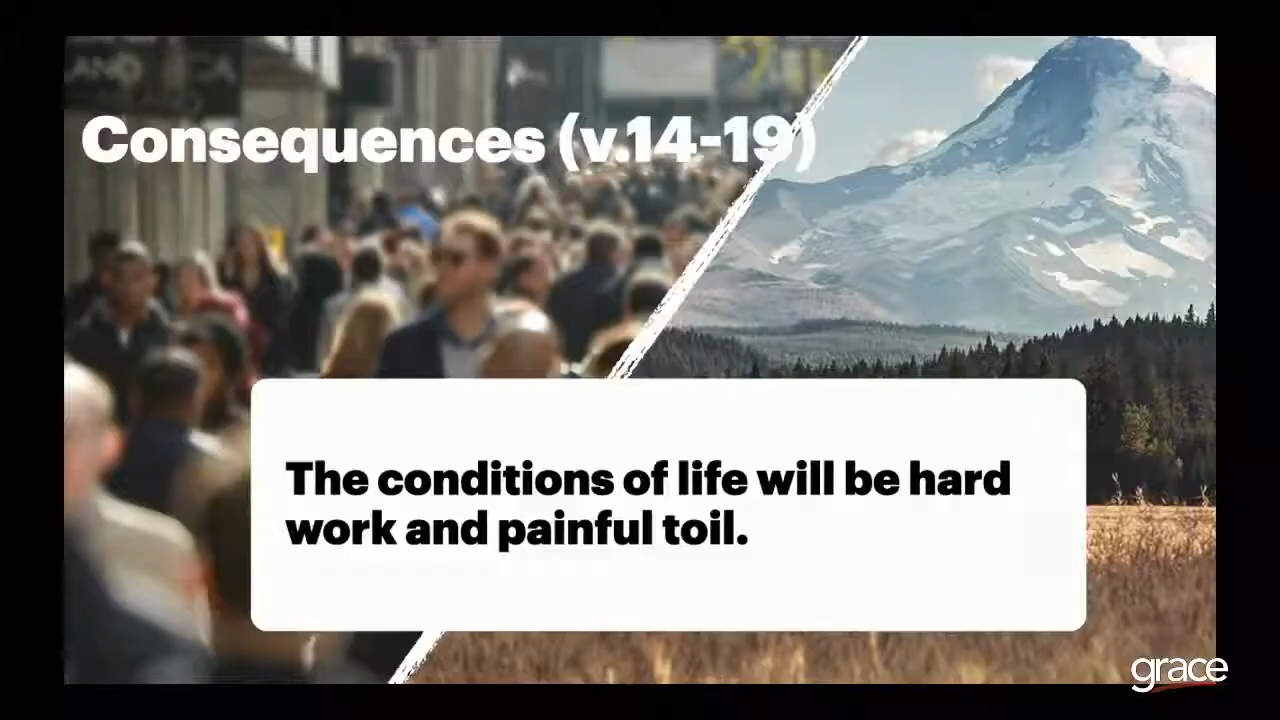 Consequences (v.14-19)
The conditions of life will be hard
work and painful toil.
grace